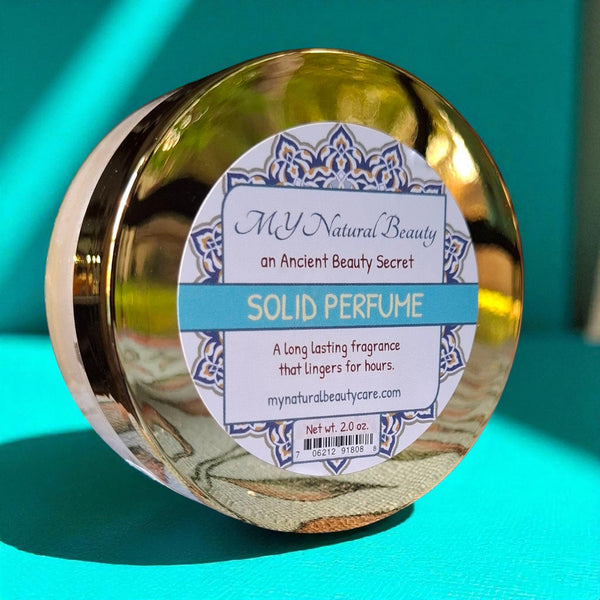 MY Natural Beauty
an Ancient Beauty Secret
SOLID PERFUME
A long lasting fragrance
that lingers for hours.
mynaturalbeautycare.com
Net wt. 2.0 oz.
7 06212 91808 8